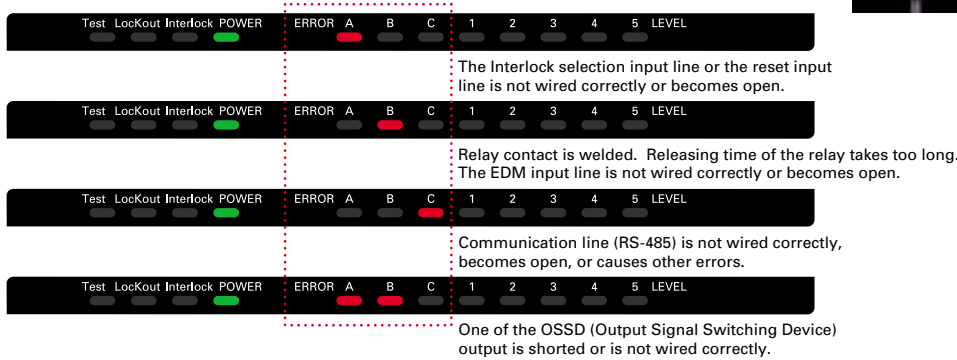 Test LocKout Interlock POWER ERROR A B C 1 2 3 4 5 LEVEL
The Interlock selection input line or the reset input
line is not wired correctly or becomes open.
Test LocKout Interlock POWER ERROR A B C 1 2 3 4 5 LEVEL
Relay contact is welded. Releasing time of the relay takes too long.
The EDM input line is not wired correctly or becomes open.
Test LocKout Interlock POWER ERROR A B C 1 2 3 4 5 LEVEL
Communication line (RS-485) is not wired correctly,
becomes open, or causes other errors.
Test LocKout Interlock POWER ERROR A B C 1 2 3 4 5 LEVEL
One of the OSSD (Output Signal Switching Device)
output is shorted or is not wired correctly.